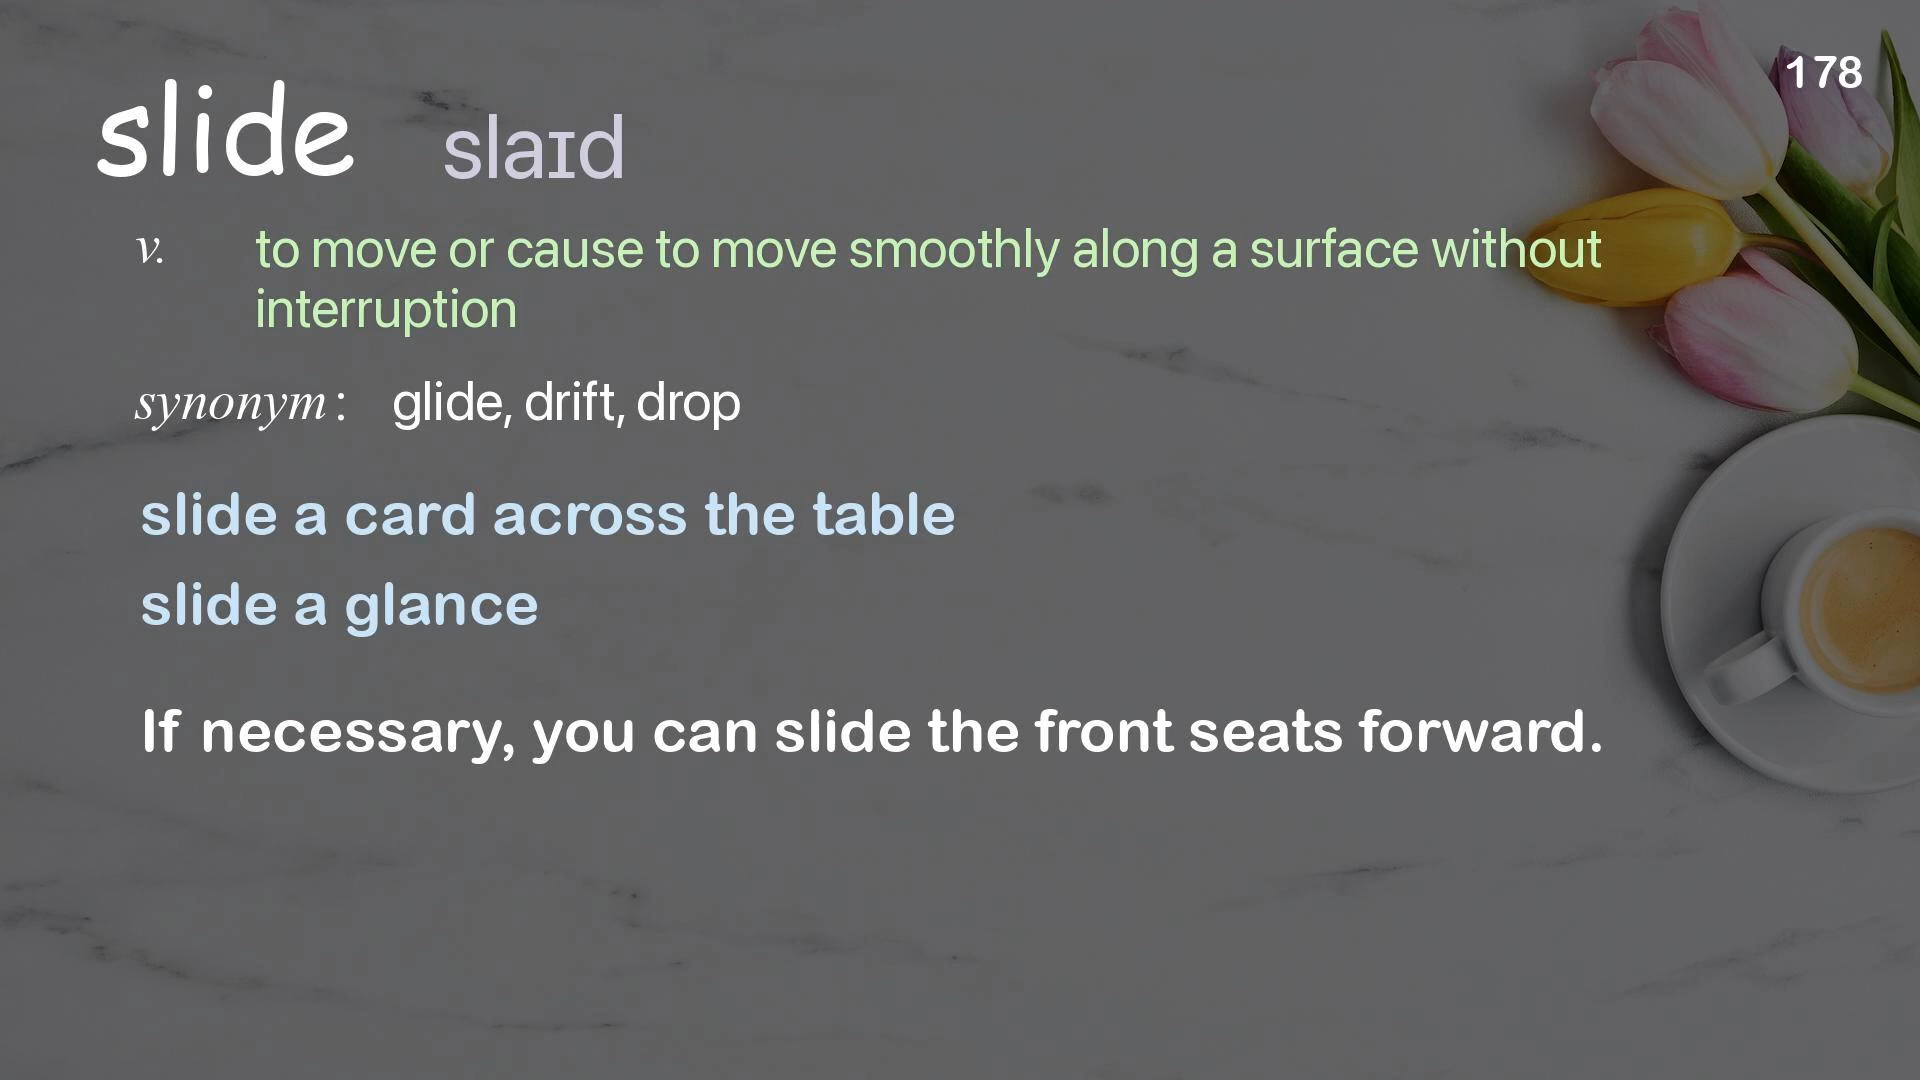 178
slide slaɪd
v. to move or cause to move smoothly along a surface without
interruption
synonym: glide, drift, drop
slide a card across the table
slide a glance
If necessary, you can slide the front seats forward.